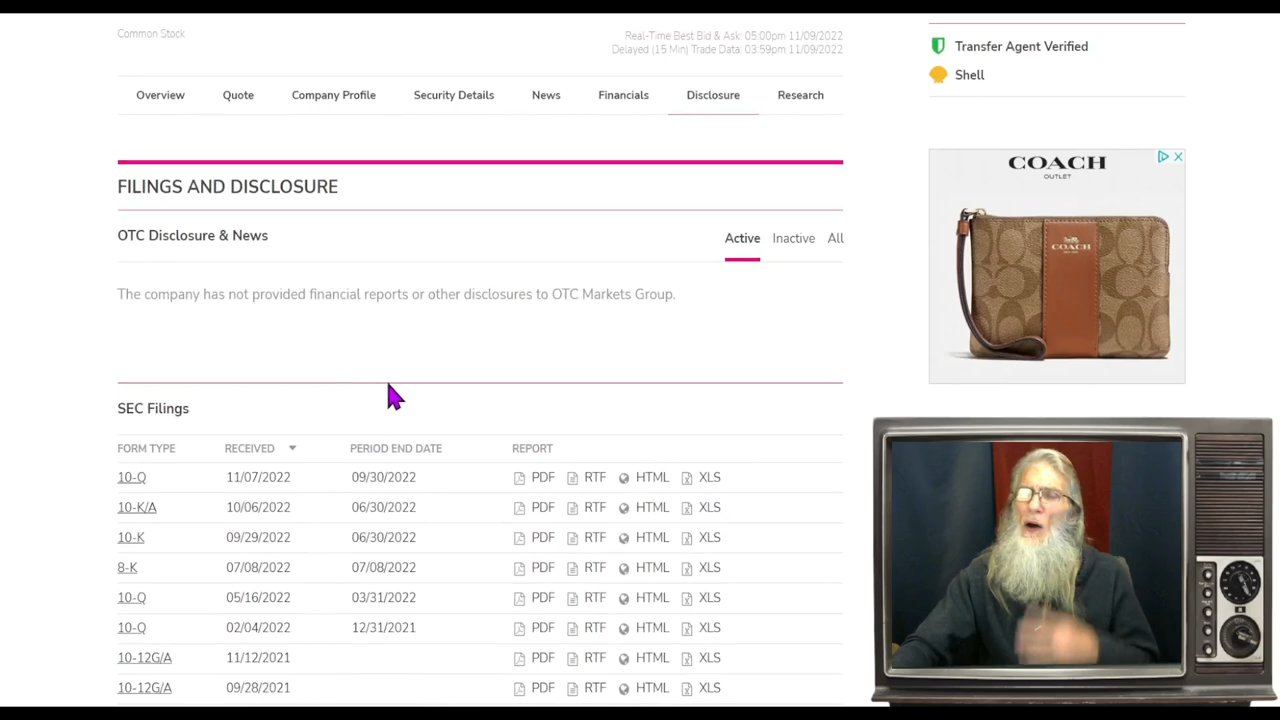 Common Stock
Real-Time Best Bid & Ask: 05:00pm 11/09/2022
Delayed (15 Min) Trade Data: 03:59pm 11/09/2022
Transfer Agent Verified
Shell
Overview Quote Company Profile Security Details News Financials Disclosure Research
FILINGS AND DISCLOSURE
OTC Disclosure & News
Active Inactive All
The company has not provided financial reports or other disclosures to OTC Markets Group.
COACH
OUTLET
COACH
SEC Filings
FORM TYPE RECEIVED PERIOD END DATE REPORT
10-Q 11/07/2022 09/30/2022 PDF RTF HTML XLS
10-K/A 10/06/2022 06/30/2022 PDF RTF HTML XLS
10-K 09/29/2022 06/30/2022 PDF RTF HTML XLS
8-K 07/08/2022 07/08/2022 PDF RTF HTML XLS
10-Q 05/16/2022 03/31/2022 PDF RTF HTML XLS
10-Q 02/04/2022 12/31/2021 PDF RTF HTML XLS
10-12G/A 11/12/2021 PDF RTF HTML XLS
10-12G/A 09/28/2021 PDF RTF HTML XLS